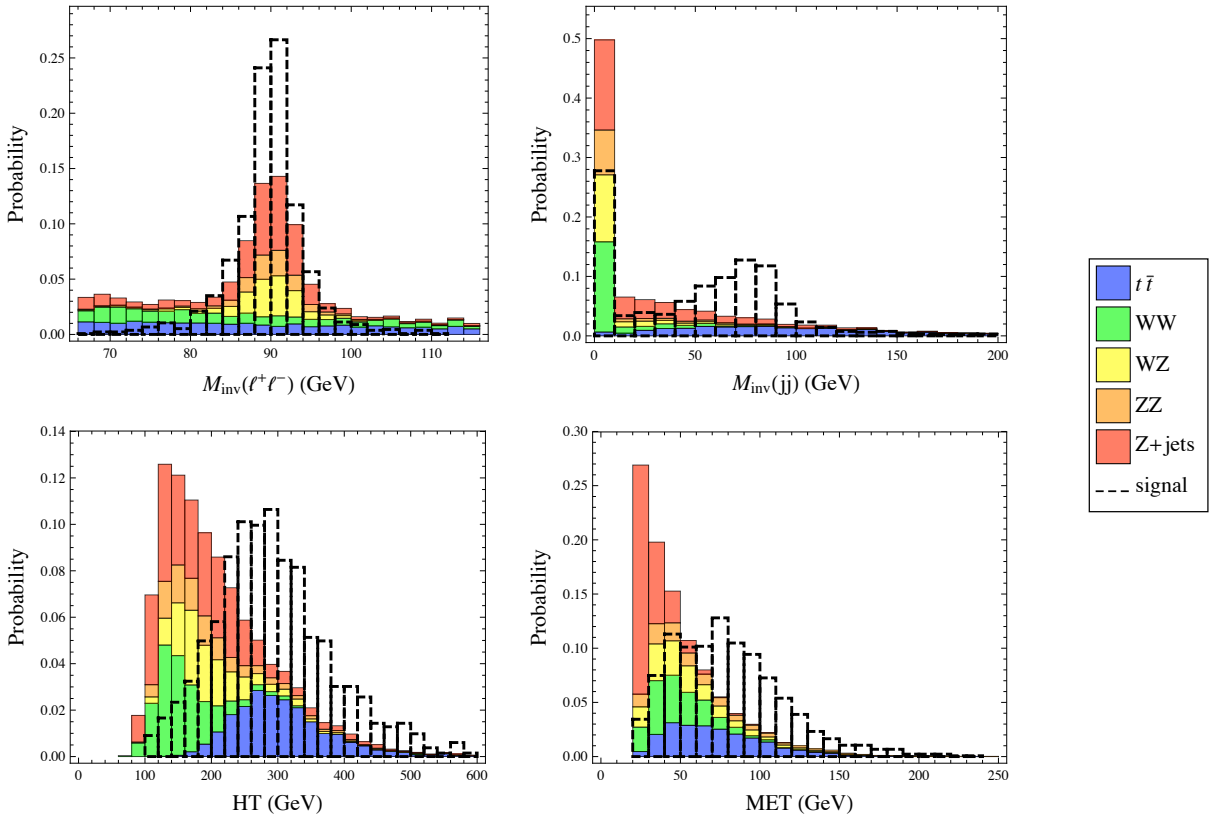 0.25
0.20
0.15
0.10
0.05
0.00
Probability
70 80 90 100 110
M_inv(ℓ⁺ℓ⁻) (GeV)
0.5
0.4
0.3
0.2
0.1
0.0
Probability
0 50 100 150 200
M_inv(jj) (GeV)
0.14
0.12
0.10
0.08
0.06
0.04
0.02
0.00
Probability
0 100 200 300 400 500 600
HT (GeV)
0.30
0.25
0.20
0.15
0.10
0.05
0.00
Probability
0 50 100 150 200 250
MET (GeV)
t t̄
WW
WZ
ZZ
Z+jets
signal